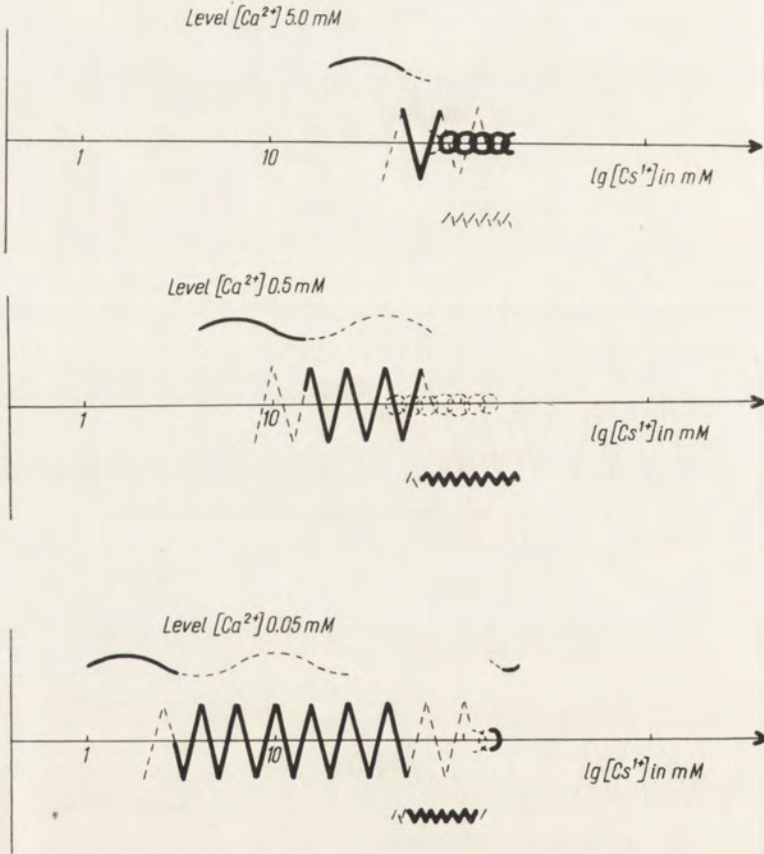 Level [Ca²⁺] 5.0 mM
1 10
lg [Cs¹⁺] in mM
Level [Ca²⁺] 0.5 mM
1 10
lg [Cs¹⁺] in mM
Level [Ca²⁺] 0.05 mM
1 10
lg [Cs¹⁺] in mM